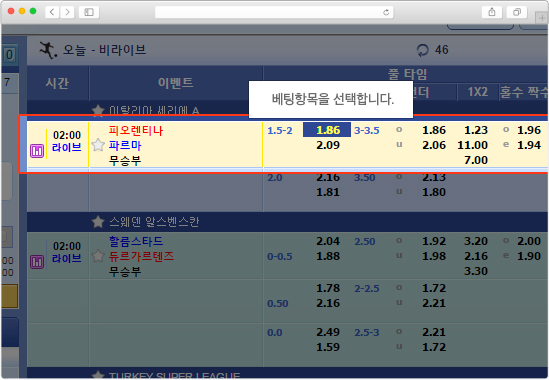 오늘 - 비라이브 46
시간 이벤트 풀 타임
1X2 홀수 짝수
베팅항목을 선택합니다.
이탈리아 세리에 A
02:00 피오렌티나 1.5-2 1.86 3-3.5 o 1.86 1.23 o 1.96
라이브 파르마 2.09 u 2.06 11.00 e 1.94
무승부 7.00
2.0 2.16 3.50 o 2.13
1.81 u 1.80
스웨덴 알스벤스칸
02:00 할름스타드 2.04 2.50 o 1.92 3.20 o 2.00
라이브 듀르가르텐즈 0-0.5 1.88 u 1.98 2.16 e 1.90
무승부 3.30
1.78 2-2.5 o 1.72
0.50 2.16 u 2.21
0.0 2.49 2.5-3 o 2.21
1.59 u 1.72
TURKEY SUPER LEAGUE